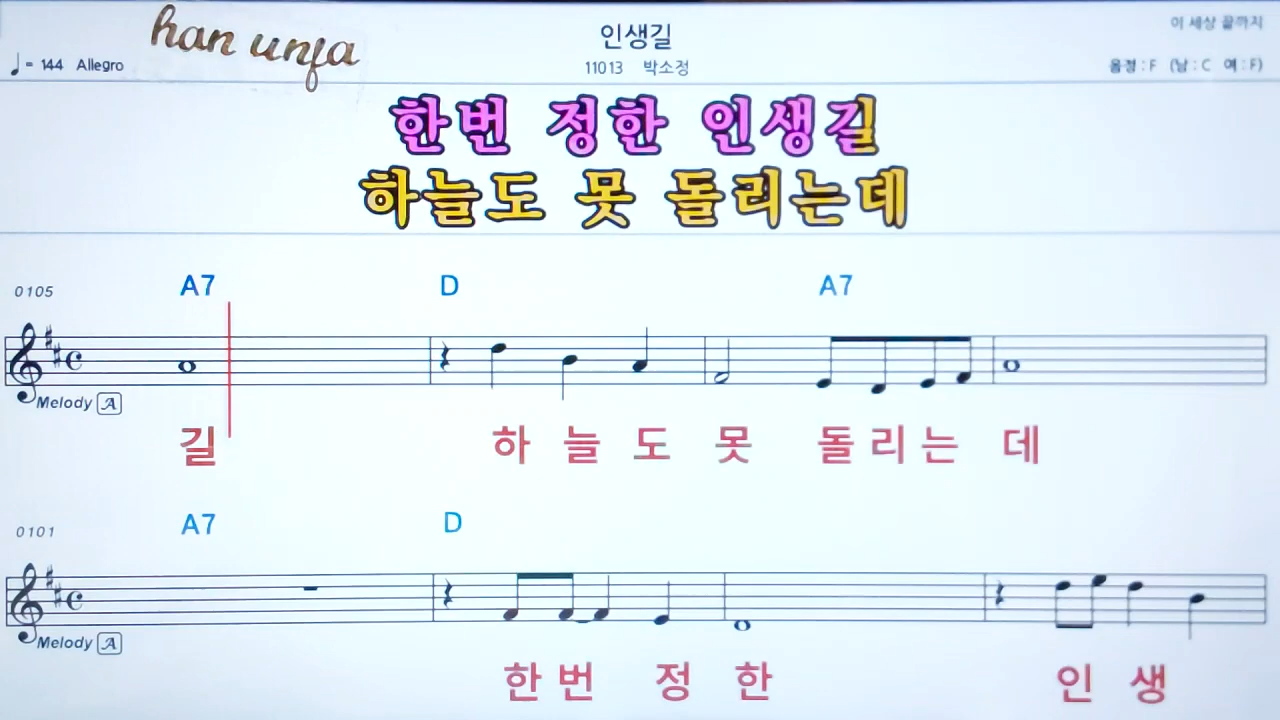 han unja
인생길
이 세상 끝까지
♩= 144 Allegro
11013 박소정
음정 : F (남 : C 여 : F)
한번 정한 인생길
하늘도 못 돌리는데
0105 A7 D A7
Melody A
길 하 늘 도 못 돌 리 는 데
0101 A7 D
Melody A
한 번 정 한 인 생